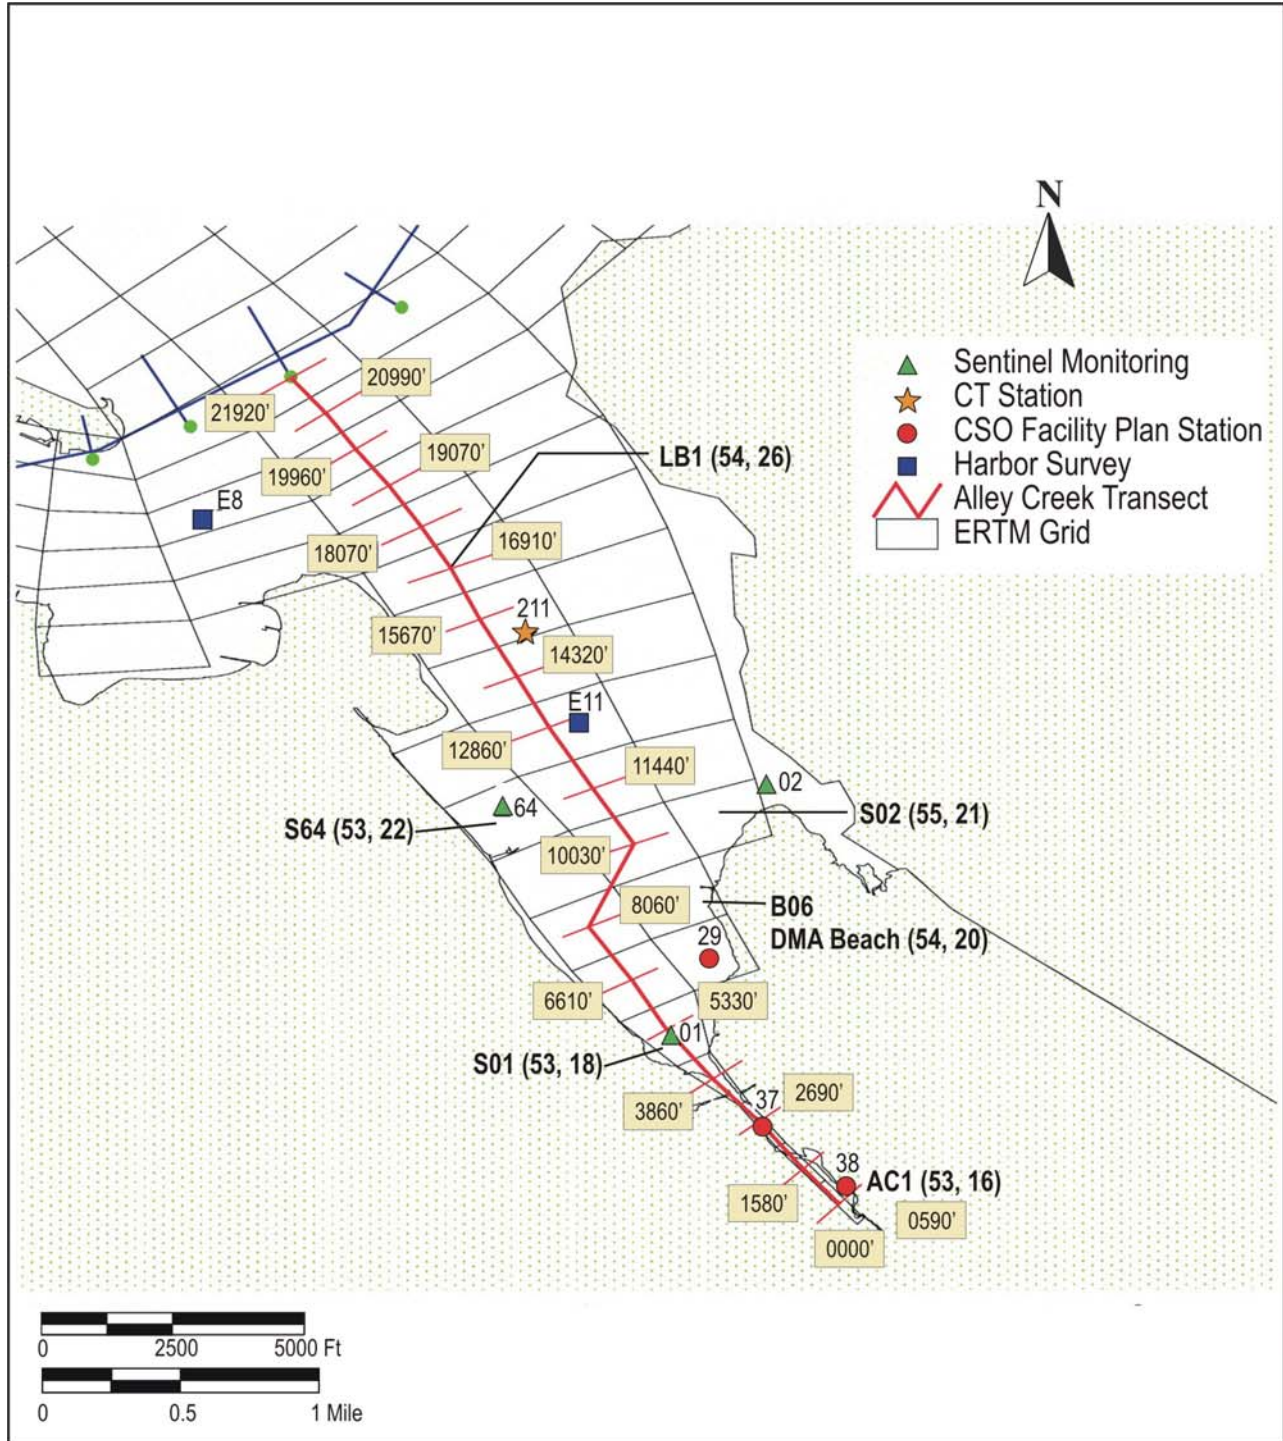 N
Sentinel Monitoring
CT Station
CSO Facility Plan Station
Harbor Survey
Alley Creek Transect
ERTM Grid
20990'
21920'
19070'
LB1 (54, 26)
19960'
E8
16910'
18070'
211
15670'
14320'
E11
12860'
11440'
02
64
S64 (53, 22)
S02 (55, 21)
10030'
8060'
B06
DMA Beach (54, 20)
29
6610'
5330'
01
S01 (53, 18)
37
2690'
3860'
38
AC1 (53, 16)
1580'
0590'
0000'
0 2500 5000 Ft
0 0.5 1 Mile